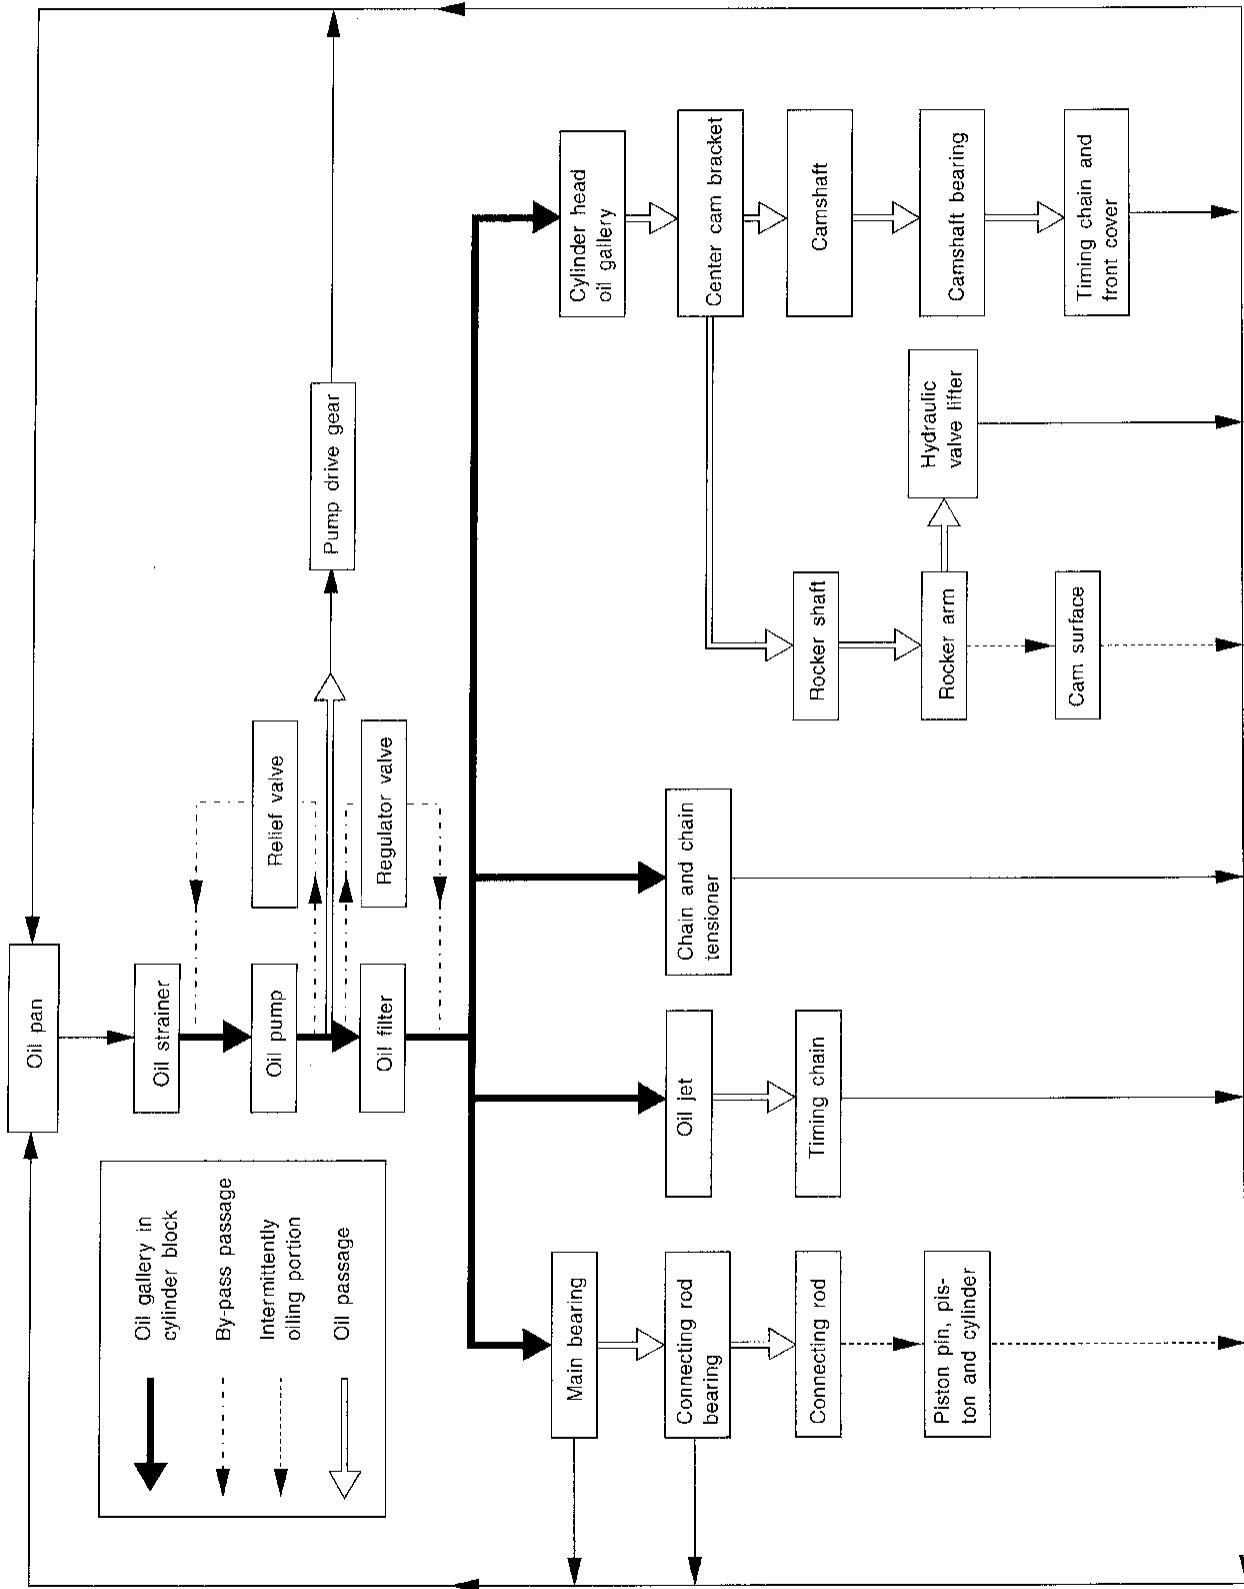 Oil pan
Oil strainer
Oil pump
Oil filter
Relief valve
Regulator valve
Pump drive gear
Oil gallery in
cylinder block
By-pass passage
Intermittently
oiling portion
Oil passage
Main bearing
Connecting rod
bearing
Connecting rod
Piston pin, pis-
ton and cylinder
Oil jet
Timing chain
Chain and chain
tensioner
Cylinder head
oil gallery
Center cam bracket
Camshaft
Camshaft bearing
Timing chain and
front cover
Rocker shaft
Rocker arm
Cam surface
Hydraulic
valve lifter